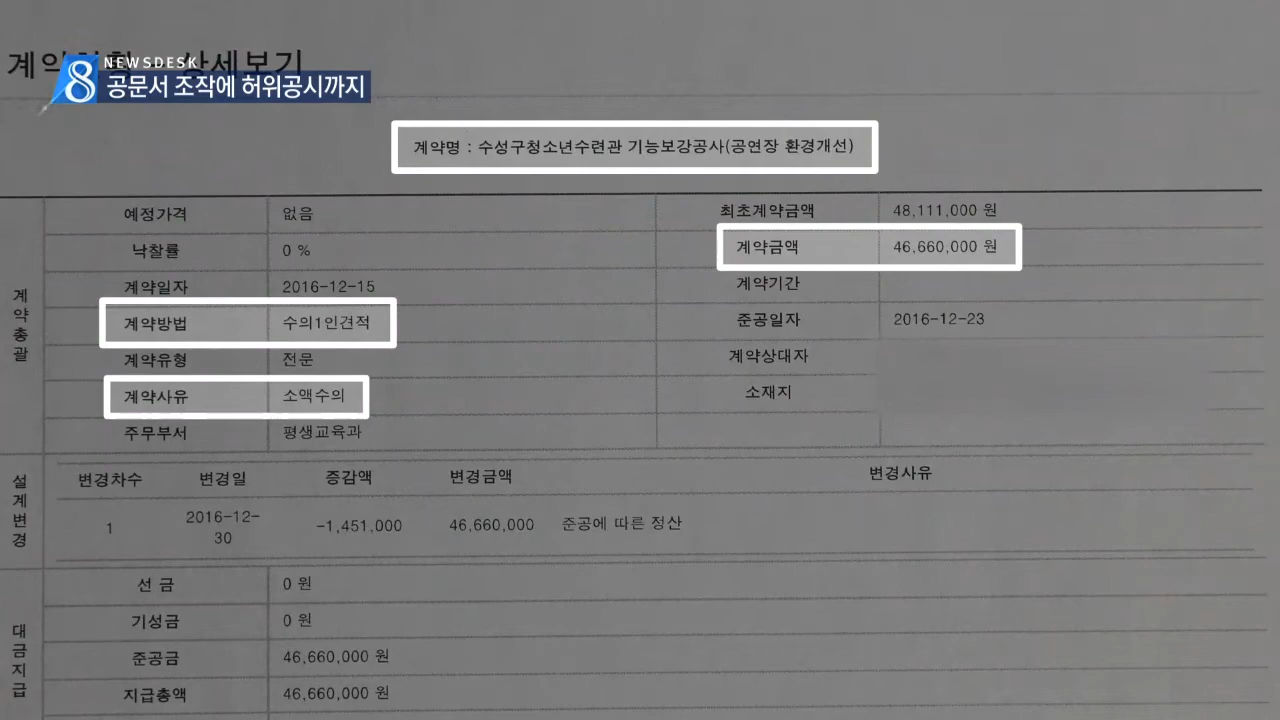 계약현황 상세보기
8 NEWSDESK
공문서 조작에 허위공시까지
계약명 : 수성구청소년수련관 기능보강공사(공연장 환경개선)
계약총괄
예정가격 없음 최초계약금액 48,111,000 원
낙찰률 0 % 계약금액 46,660,000 원
계약일자 2016-12-15 계약기간
계약방법 수의1인견적 준공일자 2016-12-23
계약유형 전문 계약상대자
계약사유 소액수의 소재지
주무부서 평생교육과
설계변경
변경차수 변경일 증감액 변경금액 변경사유
1 2016-12-30 -1,451,000 46,660,000 준공에 따른 정산
대금지급
선 금 0 원
기성금 0 원
준공금 46,660,000 원
지급총액 46,660,000 원